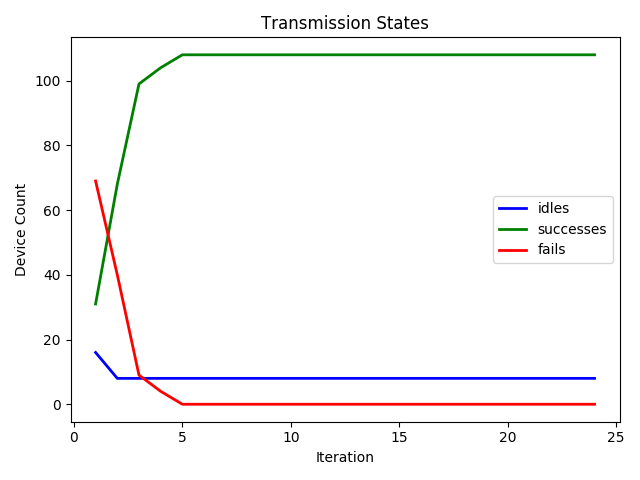 Transmission States
Device Count
100
80
60
40
20
0
idles
successes
fails
0 5 10 15 20 25
Iteration